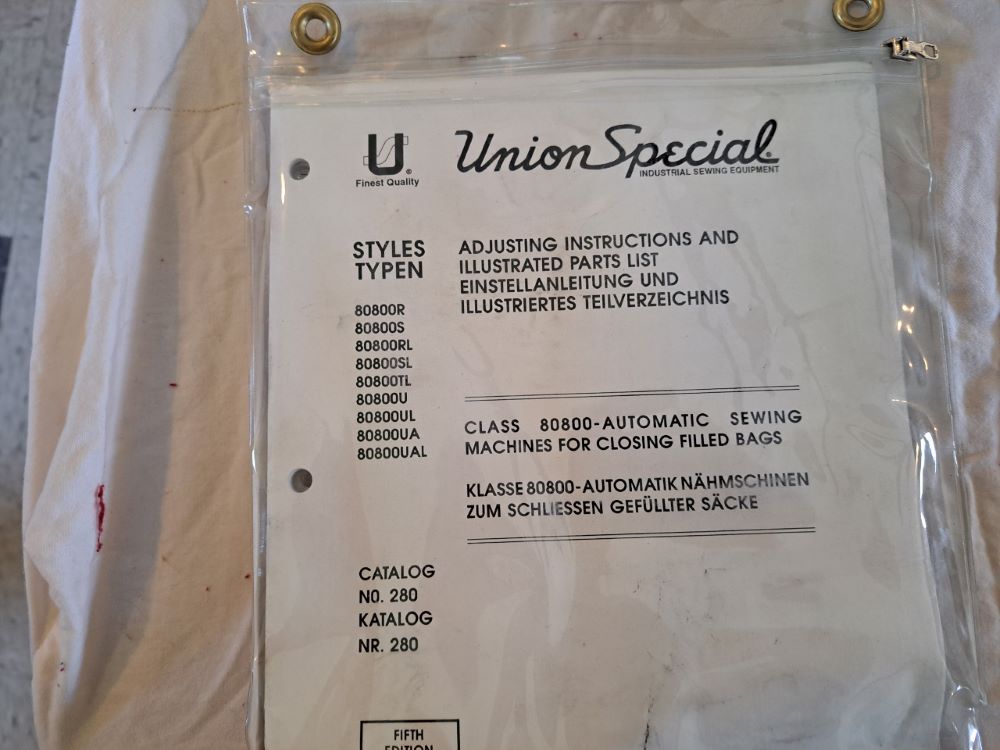 U
®
Finest Quality
Union Special®
INDUSTRIAL SEWING EQUIPMENT
STYLES
TYPEN
80800R
80800S
80800RL
80800SL
80800TL
80800U
80800UL
80800UA
80800UAL
ADJUSTING INSTRUCTIONS AND
ILLUSTRATED PARTS LIST
EINSTELLANLEITUNG UND
ILLUSTRIERTES TEILVERZEICHNIS
CLASS 80800-AUTOMATIC SEWING
MACHINES FOR CLOSING FILLED BAGS
KLASSE 80800-AUTOMATIK NÄHMSCHINEN
ZUM SCHLIESSEN GEFÜLLTER SÄCKE
CATALOG
NO. 280
KATALOG
NR. 280
FIFTH
EDITION